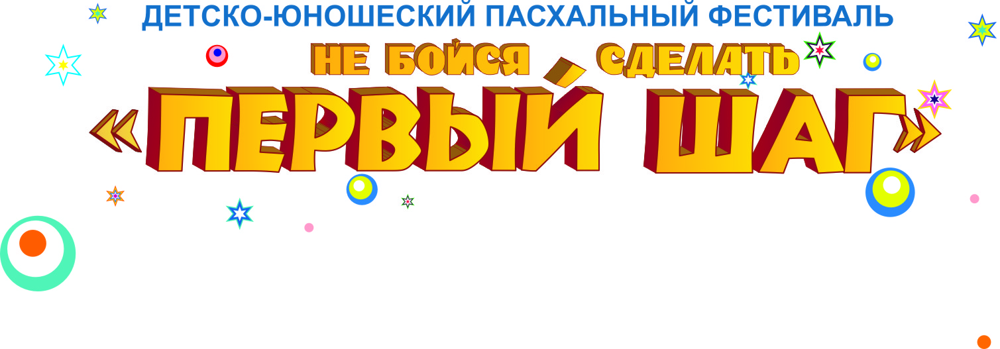 ДЕТСКО-ЮНОШЕСКИЙ ПАСХАЛЬНЫЙ ФЕСТИВАЛЬ
НЕ БОЙСЯ СДЕЛАТЬ
«ПЕРВЫЙ ШАГ»